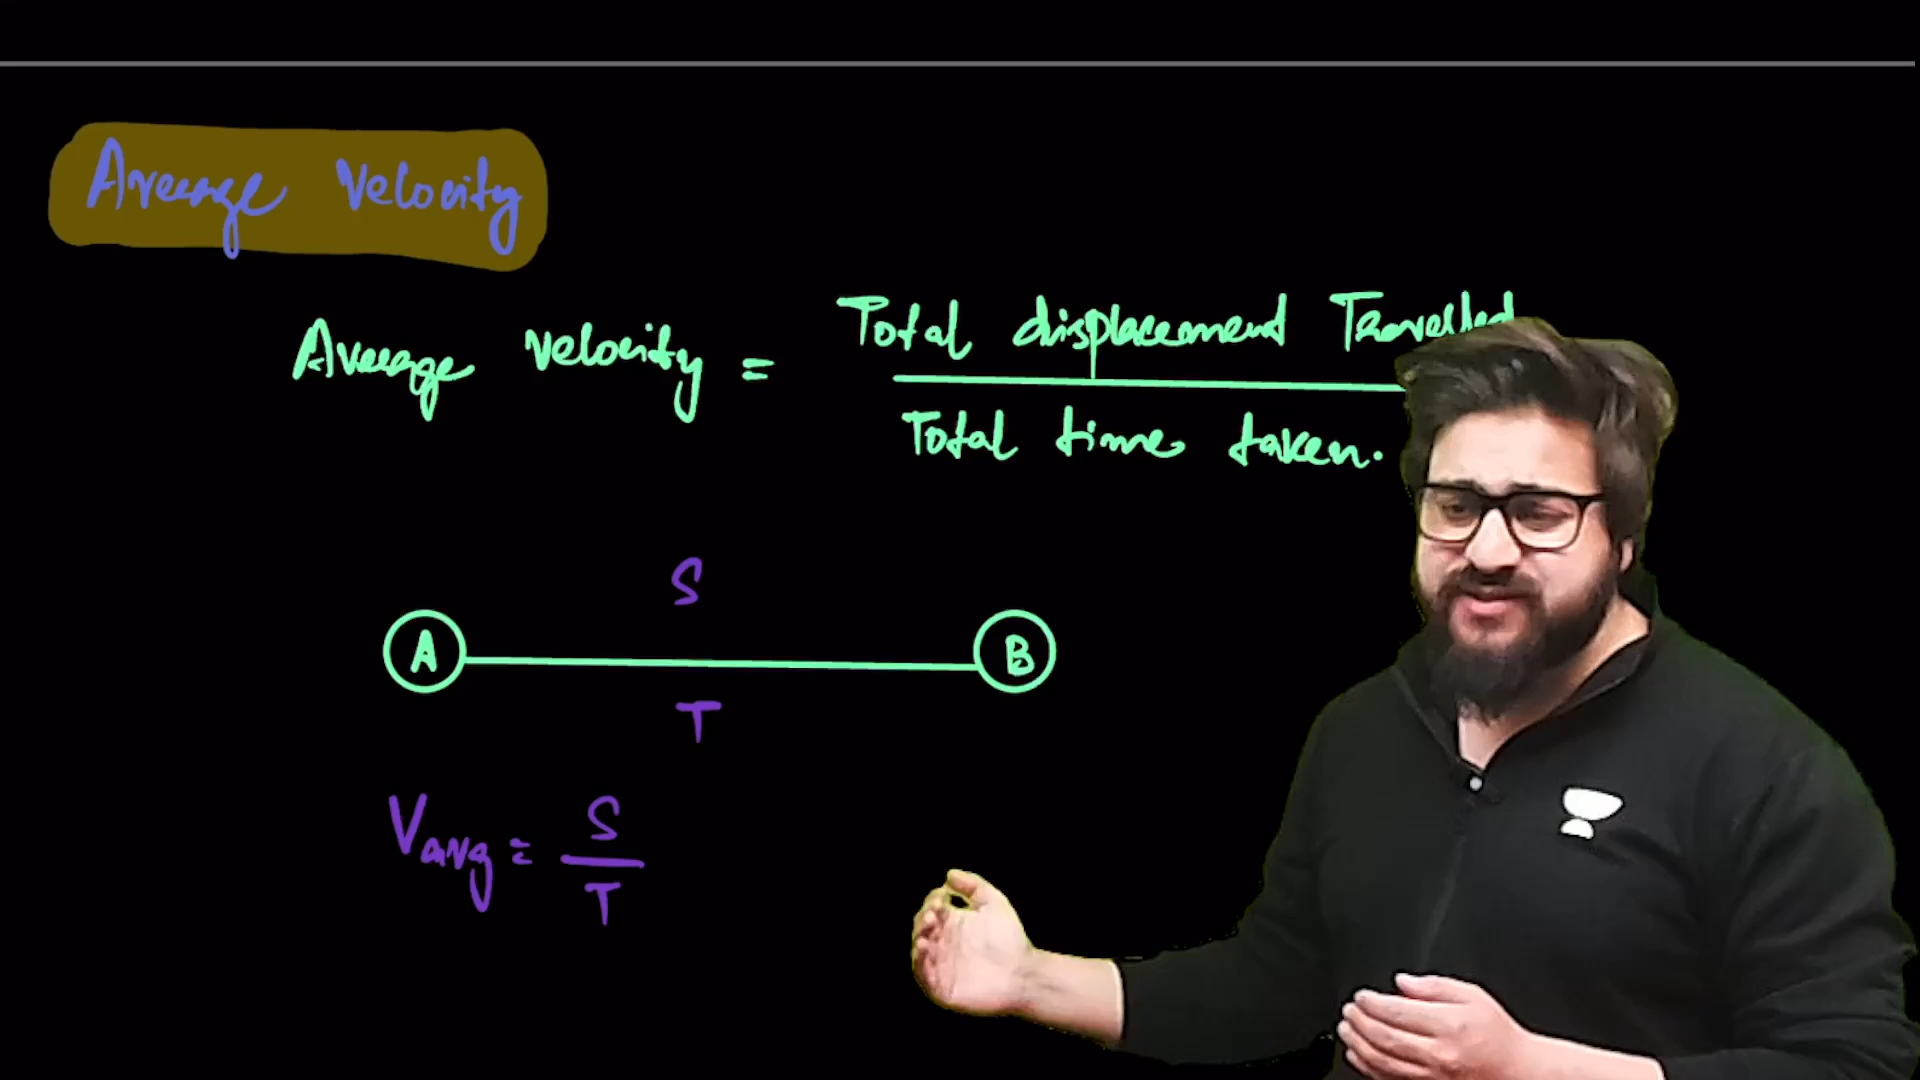 Average Velocity
Average velocity = Total displacement Travelled
Total time taken.
S
A B
T
Vavg = S
T